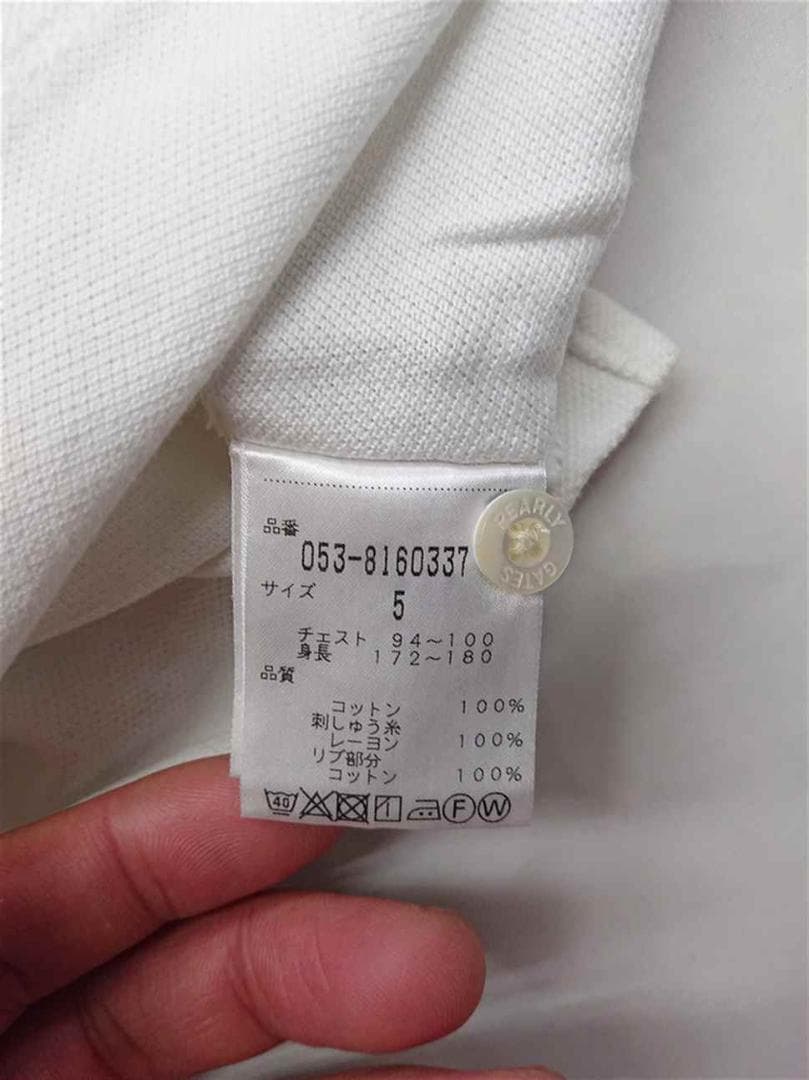 品番
053-8160337
サイズ
5
チェスト 94～100
身長 172～180
品質
コットン 100%
刺しゅう糸
レーヨン 100%
リブ部分
コットン 100%
40 F W
PEARLY
GATES